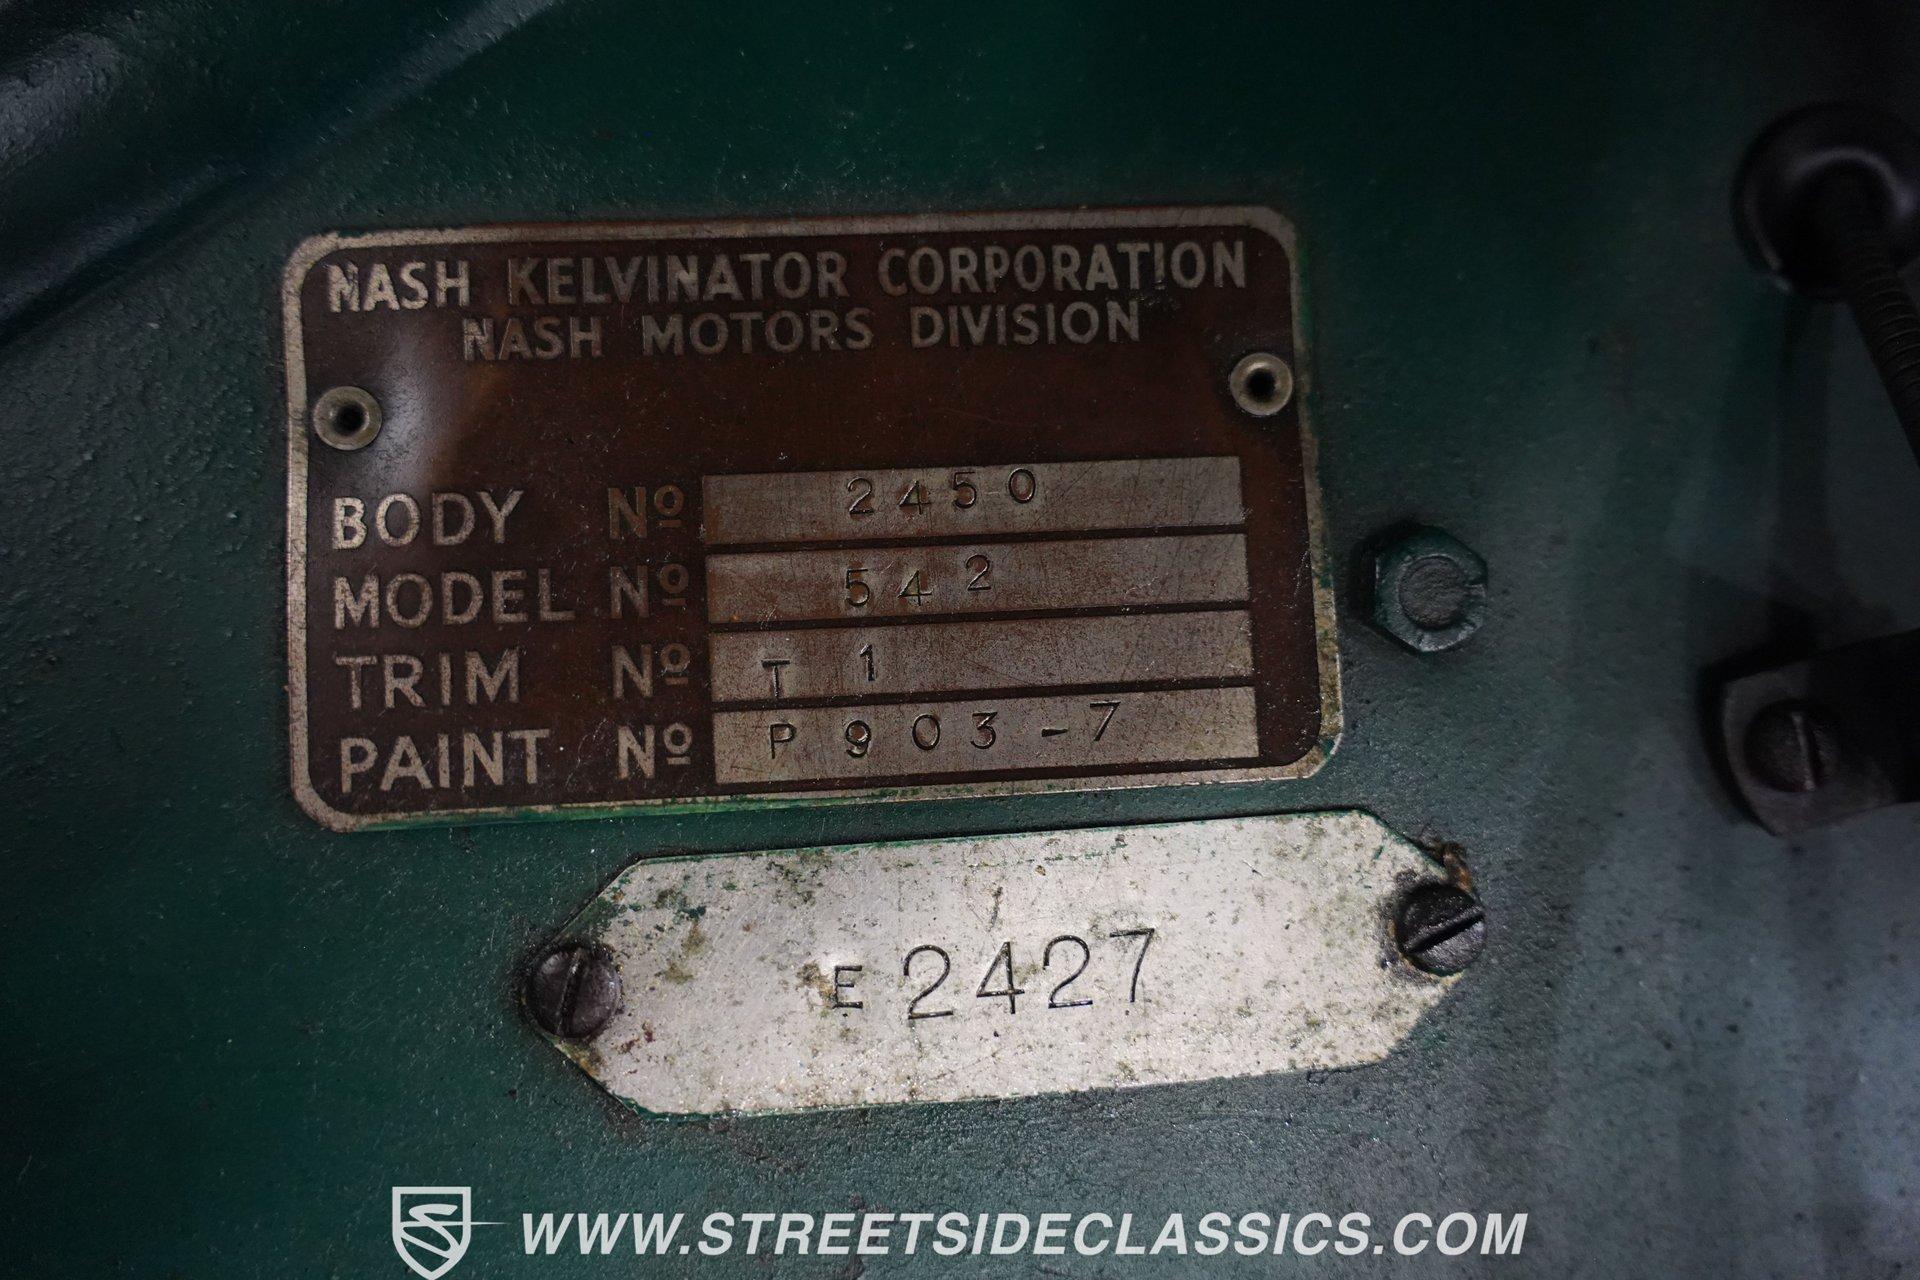 NASH KELVINATOR CORPORATION
NASH MOTORS DIVISION
BODY Nº 2450
MODEL Nº 542
TRIM Nº T 1
PAINT Nº P 903-7
E2427
WWW.STREETSIDECLASSICS.COM